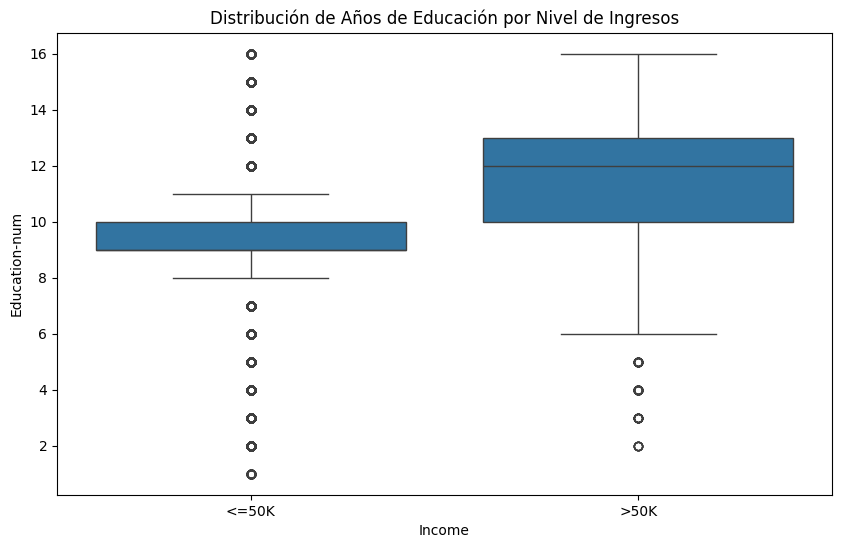 Distribución de Años de Educación por Nivel de Ingresos
Education-num
16
14
12
10
8
6
4
2
<=50K
>50K
Income